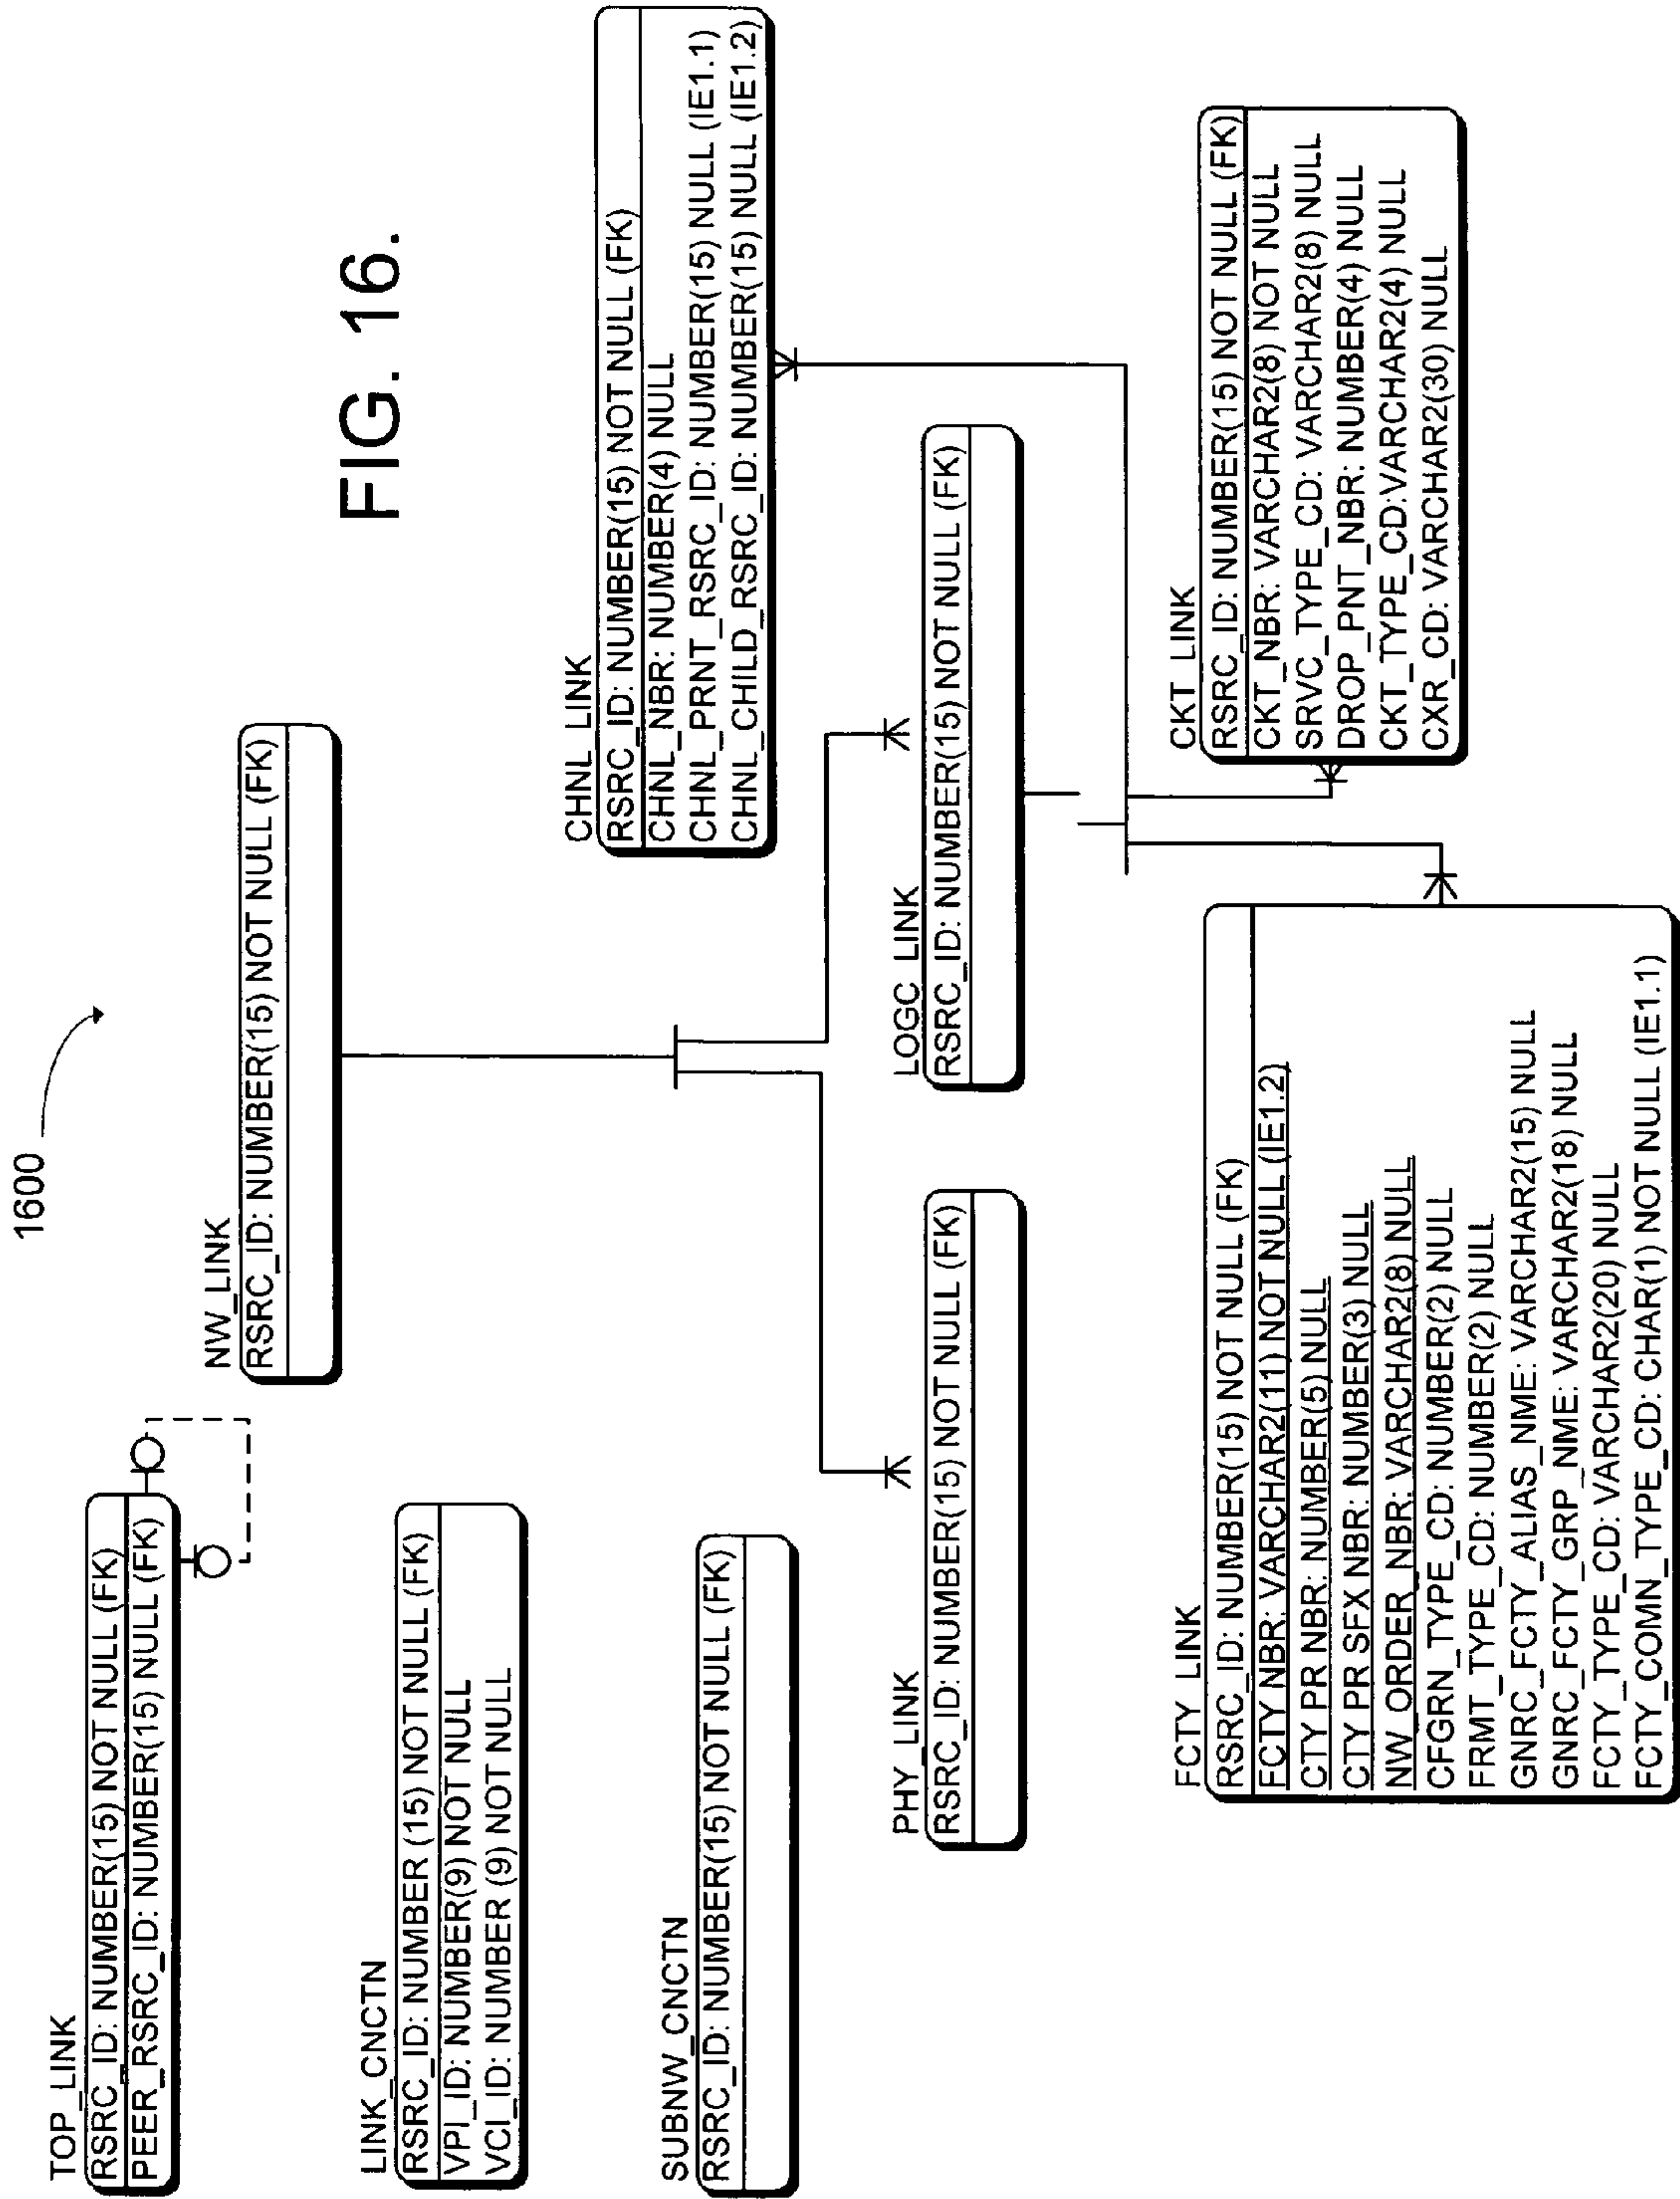 1600
FIG. 16.
TOP_LINK
RSRC_ID: NUMBER(15) NOT NULL (FK)
PEER_RSRC_ID: NUMBER(15) NULL (FK)
NW_LINK
RSRC_ID: NUMBER(15) NOT NULL (FK)
LINK_CNCTN
RSRC_ID: NUMBER (15) NOT NULL (FK)
VPI_ID: NUMBER(9) NOT NULL
VCI_ID: NUMBER (9) NOT NULL
CHNL_LINK
RSRC_ID: NUMBER(15) NOT NULL (FK)
CHNL_NBR: NUMBER(4) NULL
CHNL_PRNT_RSRC_ID: NUMBER(15) NULL (IE1.1)
CHNL_CHILD_RSRC_ID: NUMBER(15) NULL (IE1.2)
SUBNW_CNCTN
RSRC_ID: NUMBER(15) NOT NULL (FK)
PHY_LINK
RSRC_ID: NUMBER(15) NOT NULL (FK)
LOGC_LINK
RSRC_ID: NUMBER(15) NOT NULL (FK)
FCTY_LINK
RSRC_ID: NUMBER(15) NOT NULL (FK)
FCTY NBR: VARCHAR2(11) NOT NULL (IE1.2)
CTY PR NBR: NUMBER(5) NULL
CTY PR SFX NBR: NUMBER(3) NULL
NW_ORDER_NBR: VARCHAR2(8) NULL
CFGRN_TYPE_CD: NUMBER(2) NULL
FRMT_TYPE_CD: NUMBER(2) NULL
GNRC_FCTY_ALIAS_NME: VARCHAR2(15) NULL
GNRC_FCTY_GRP_NME: VARCHAR2(18) NULL
FCTY_TYPE_CD: VARCHAR2(20) NULL
FCTY_COMN_TYPE_CD: CHAR(1) NOT NULL (IE1.1)
CKT_LINK
RSRC_ID: NUMBER(15) NOT NULL (FK)
CKT_NBR: VARCHAR2(8) NOT NULL
SRVC_TYPE_CD: VARCHAR2(8) NULL
DROP_PNT_NBR: NUMBER(4) NULL
CKT_TYPE_CD:VARCHAR2(4) NULL
CXR_CD: VARCHAR2(30) NULL